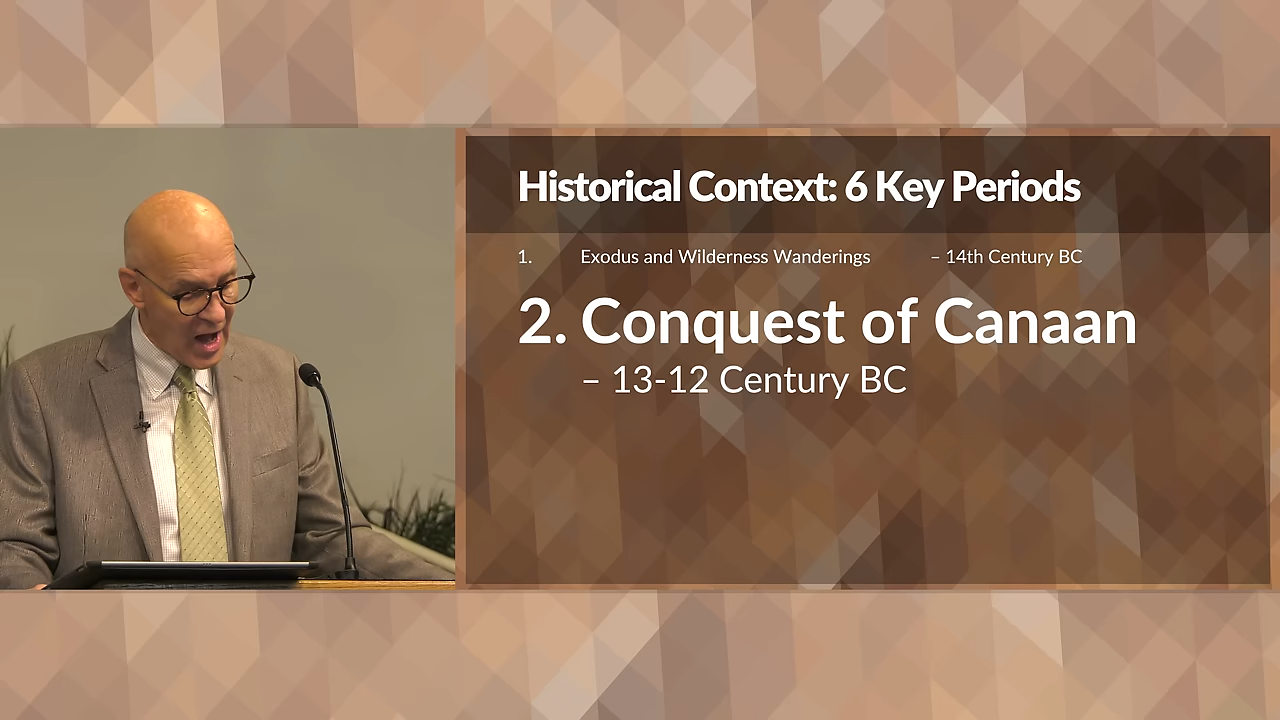 Historical Context: 6 Key Periods
1. Exodus and Wilderness Wanderings – 14th Century BC
2. Conquest of Canaan
– 13-12 Century BC